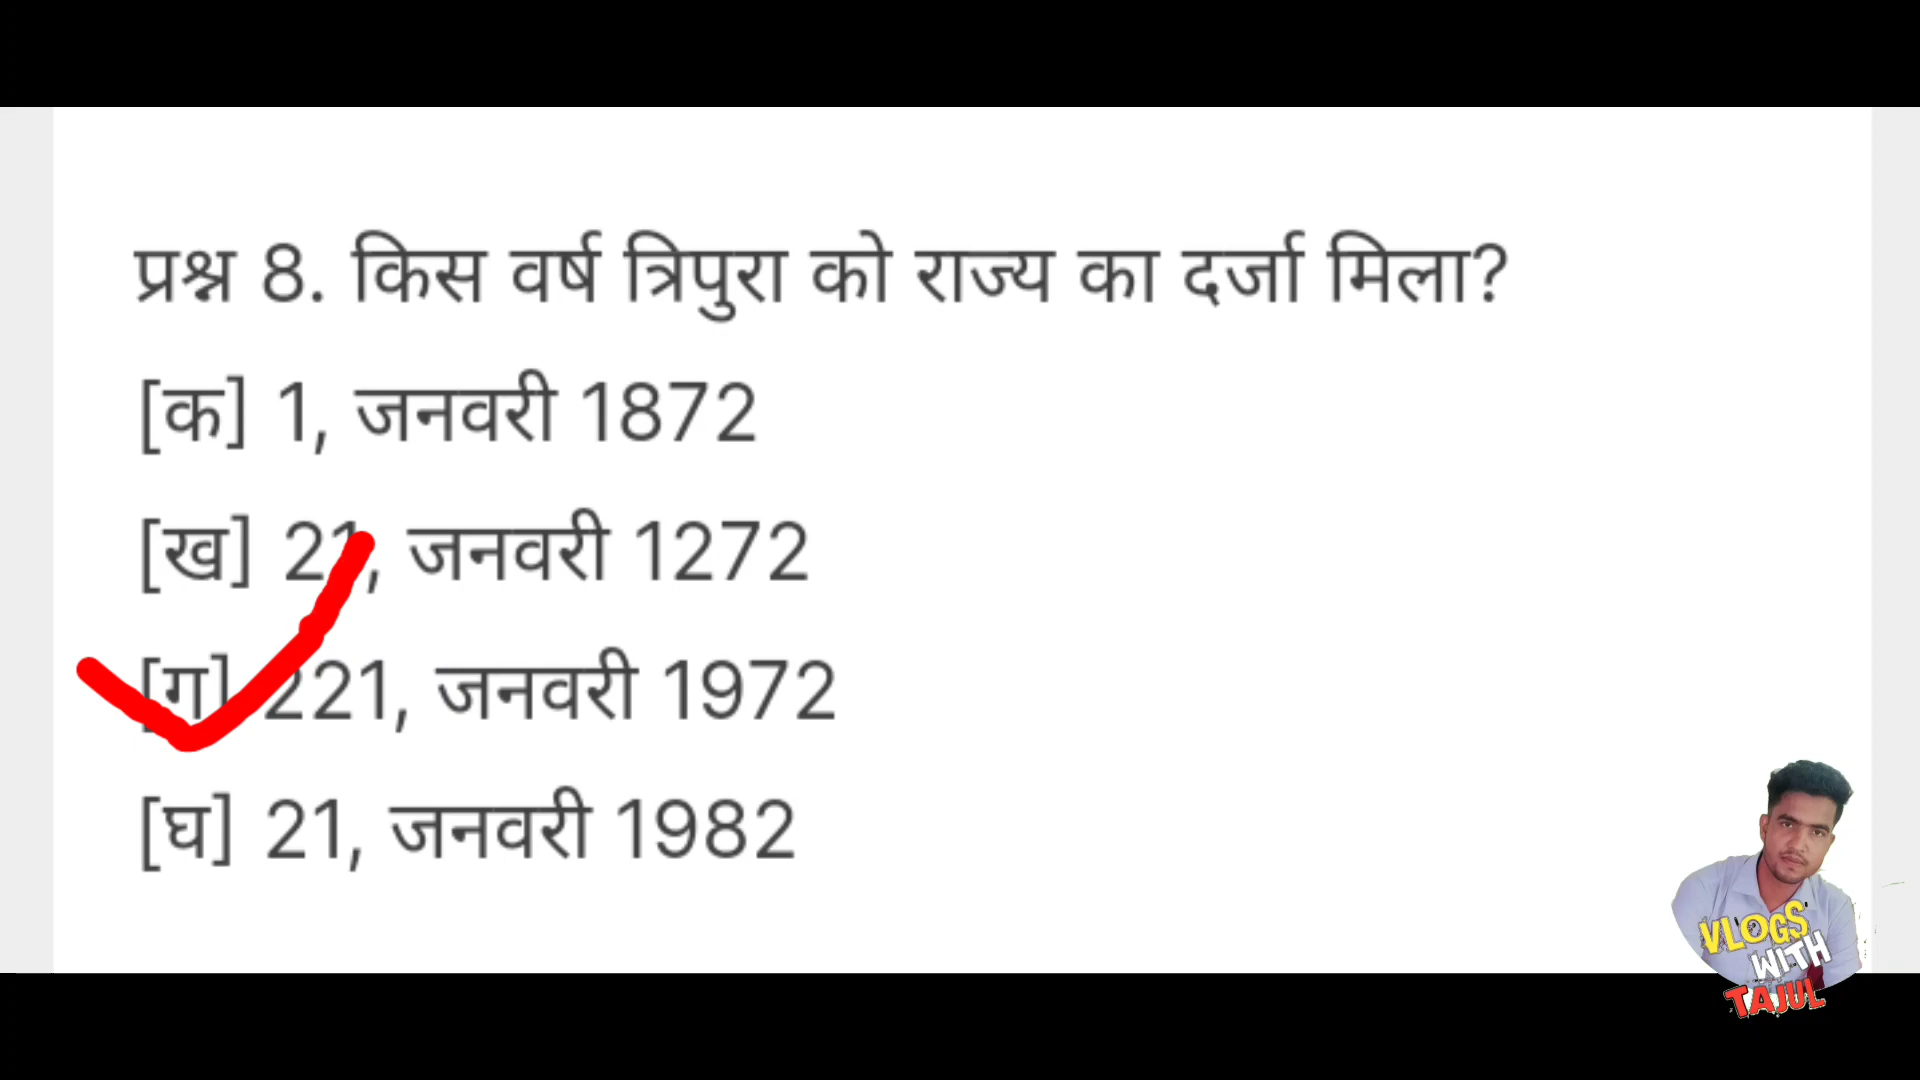 प्रश्न 8. किस वर्ष त्रिपुरा को राज्य का दर्जा मिला?
[क] 1, जनवरी 1872
[ख] 21, जनवरी 1272
[ग] 221, जनवरी 1972
[घ] 21, जनवरी 1982
VLOGS
WITH
TAJUL